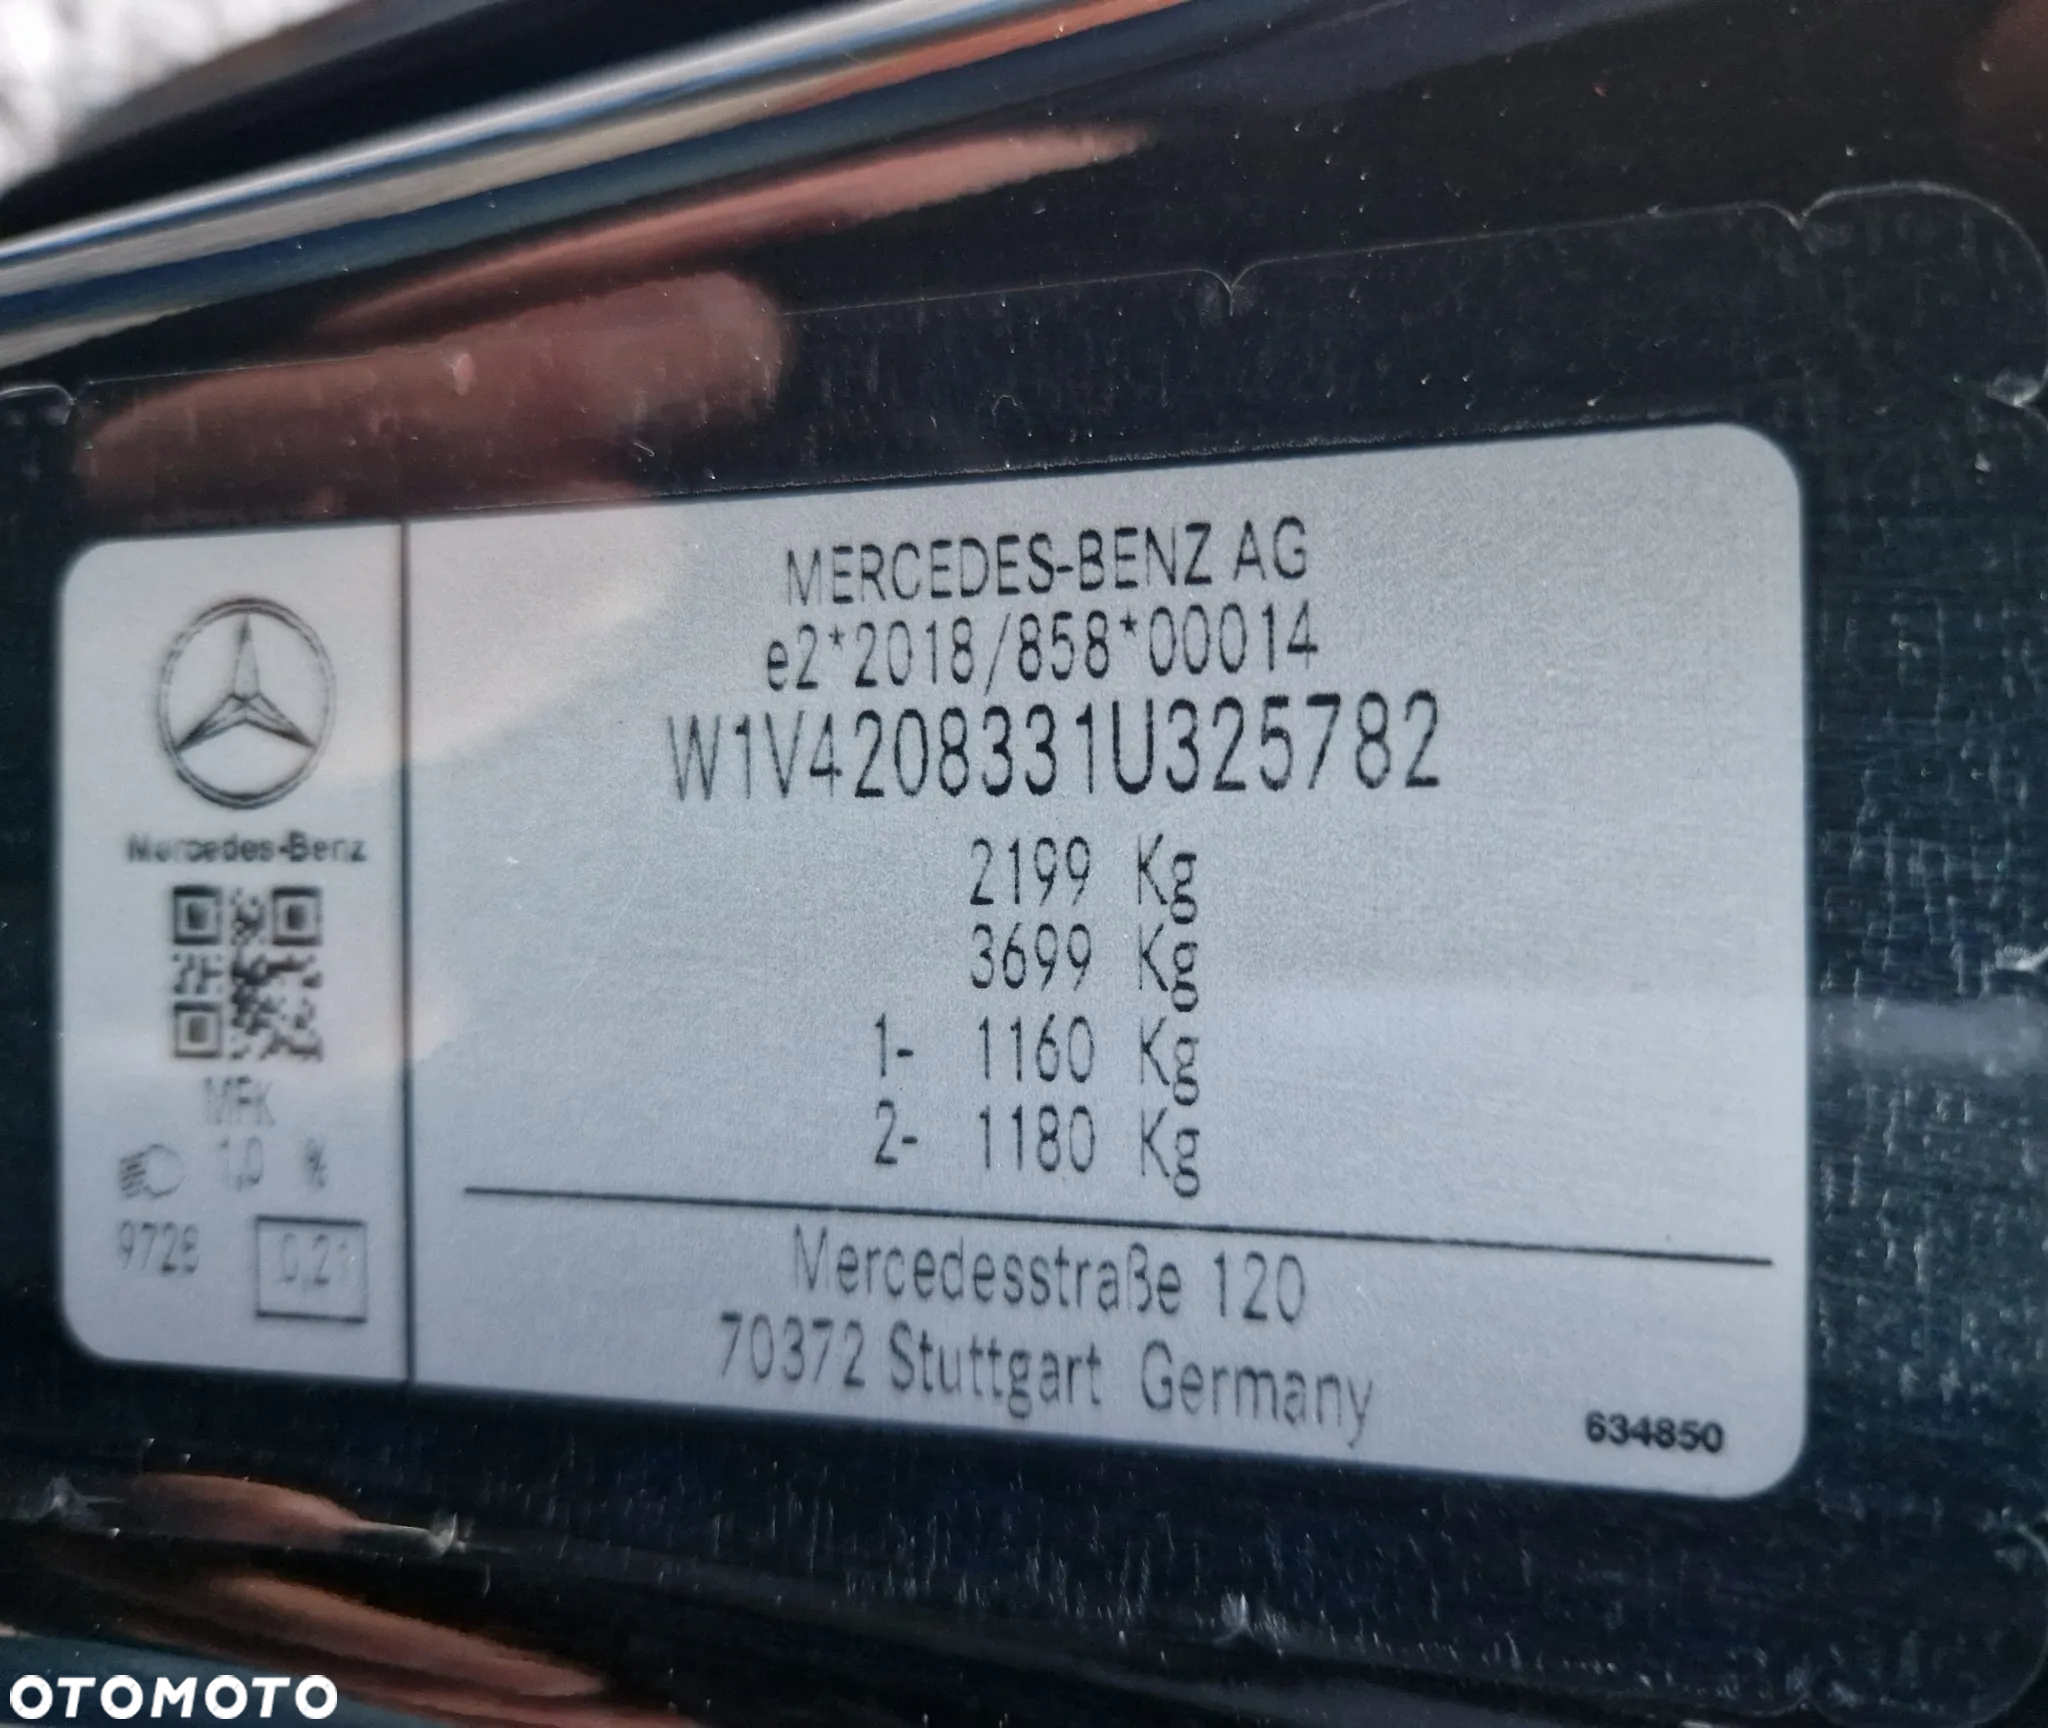 MERCEDES-BENZ AG
e2*2018/858*00014
W1V4208331U325782
2199 Kg
3699 Kg
1- 1160 Kg
2- 1180 Kg
Mercedesstraße 120
70372 Stuttgart Germany
634850
Mercedes-Benz
MFK
1,0 %
9728
0,21
OTOMOTO